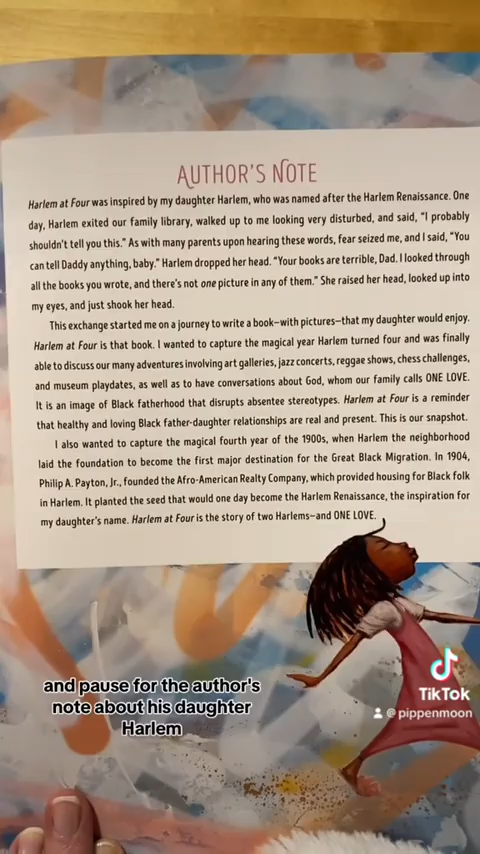 AUTHOR'S NOTE
Harlem at Four was inspired by my daughter Harlem, who was named after the Harlem Renaissance. One
day, Harlem exited our family library, walked up to me looking very disturbed, and said, "I probably
shouldn't tell you this." As with many parents upon hearing these words, fear seized me, and I said, "You
can tell Daddy anything, baby." Harlem dropped her head. "Your books are terrible, Dad. I looked through
all the books you wrote, and there's not one picture in any of them." She raised her head, looked up into
my eyes, and just shook her head.
This exchange started me on a journey to write a book—with pictures—that my daughter would enjoy.
Harlem at Four is that book. I wanted to capture the magical year Harlem turned four and was finally
able to discuss our many adventures involving art galleries, jazz concerts, reggae shows, chess challenges,
and museum playdates, as well as to have conversations about God, whom our family calls ONE LOVE.
It is an image of Black fatherhood that disrupts absentee stereotypes. Harlem at Four is a reminder
that healthy and loving Black father-daughter relationships are real and present. This is our snapshot.
I also wanted to capture the magical fourth year of the 1900s, when Harlem the neighborhood
laid the foundation to become the first major destination for the Great Black Migration. In 1904,
Philip A. Payton, Jr., founded the Afro-American Realty Company, which provided housing for Black folk
in Harlem. It planted the seed that would one day become the Harlem Renaissance, the inspiration for
my daughter's name. Harlem at Four is the story of two Harlems—and ONE LOVE.
and pause for the author's
note about his daughter
Harlem
TikTok
@pippenmoon